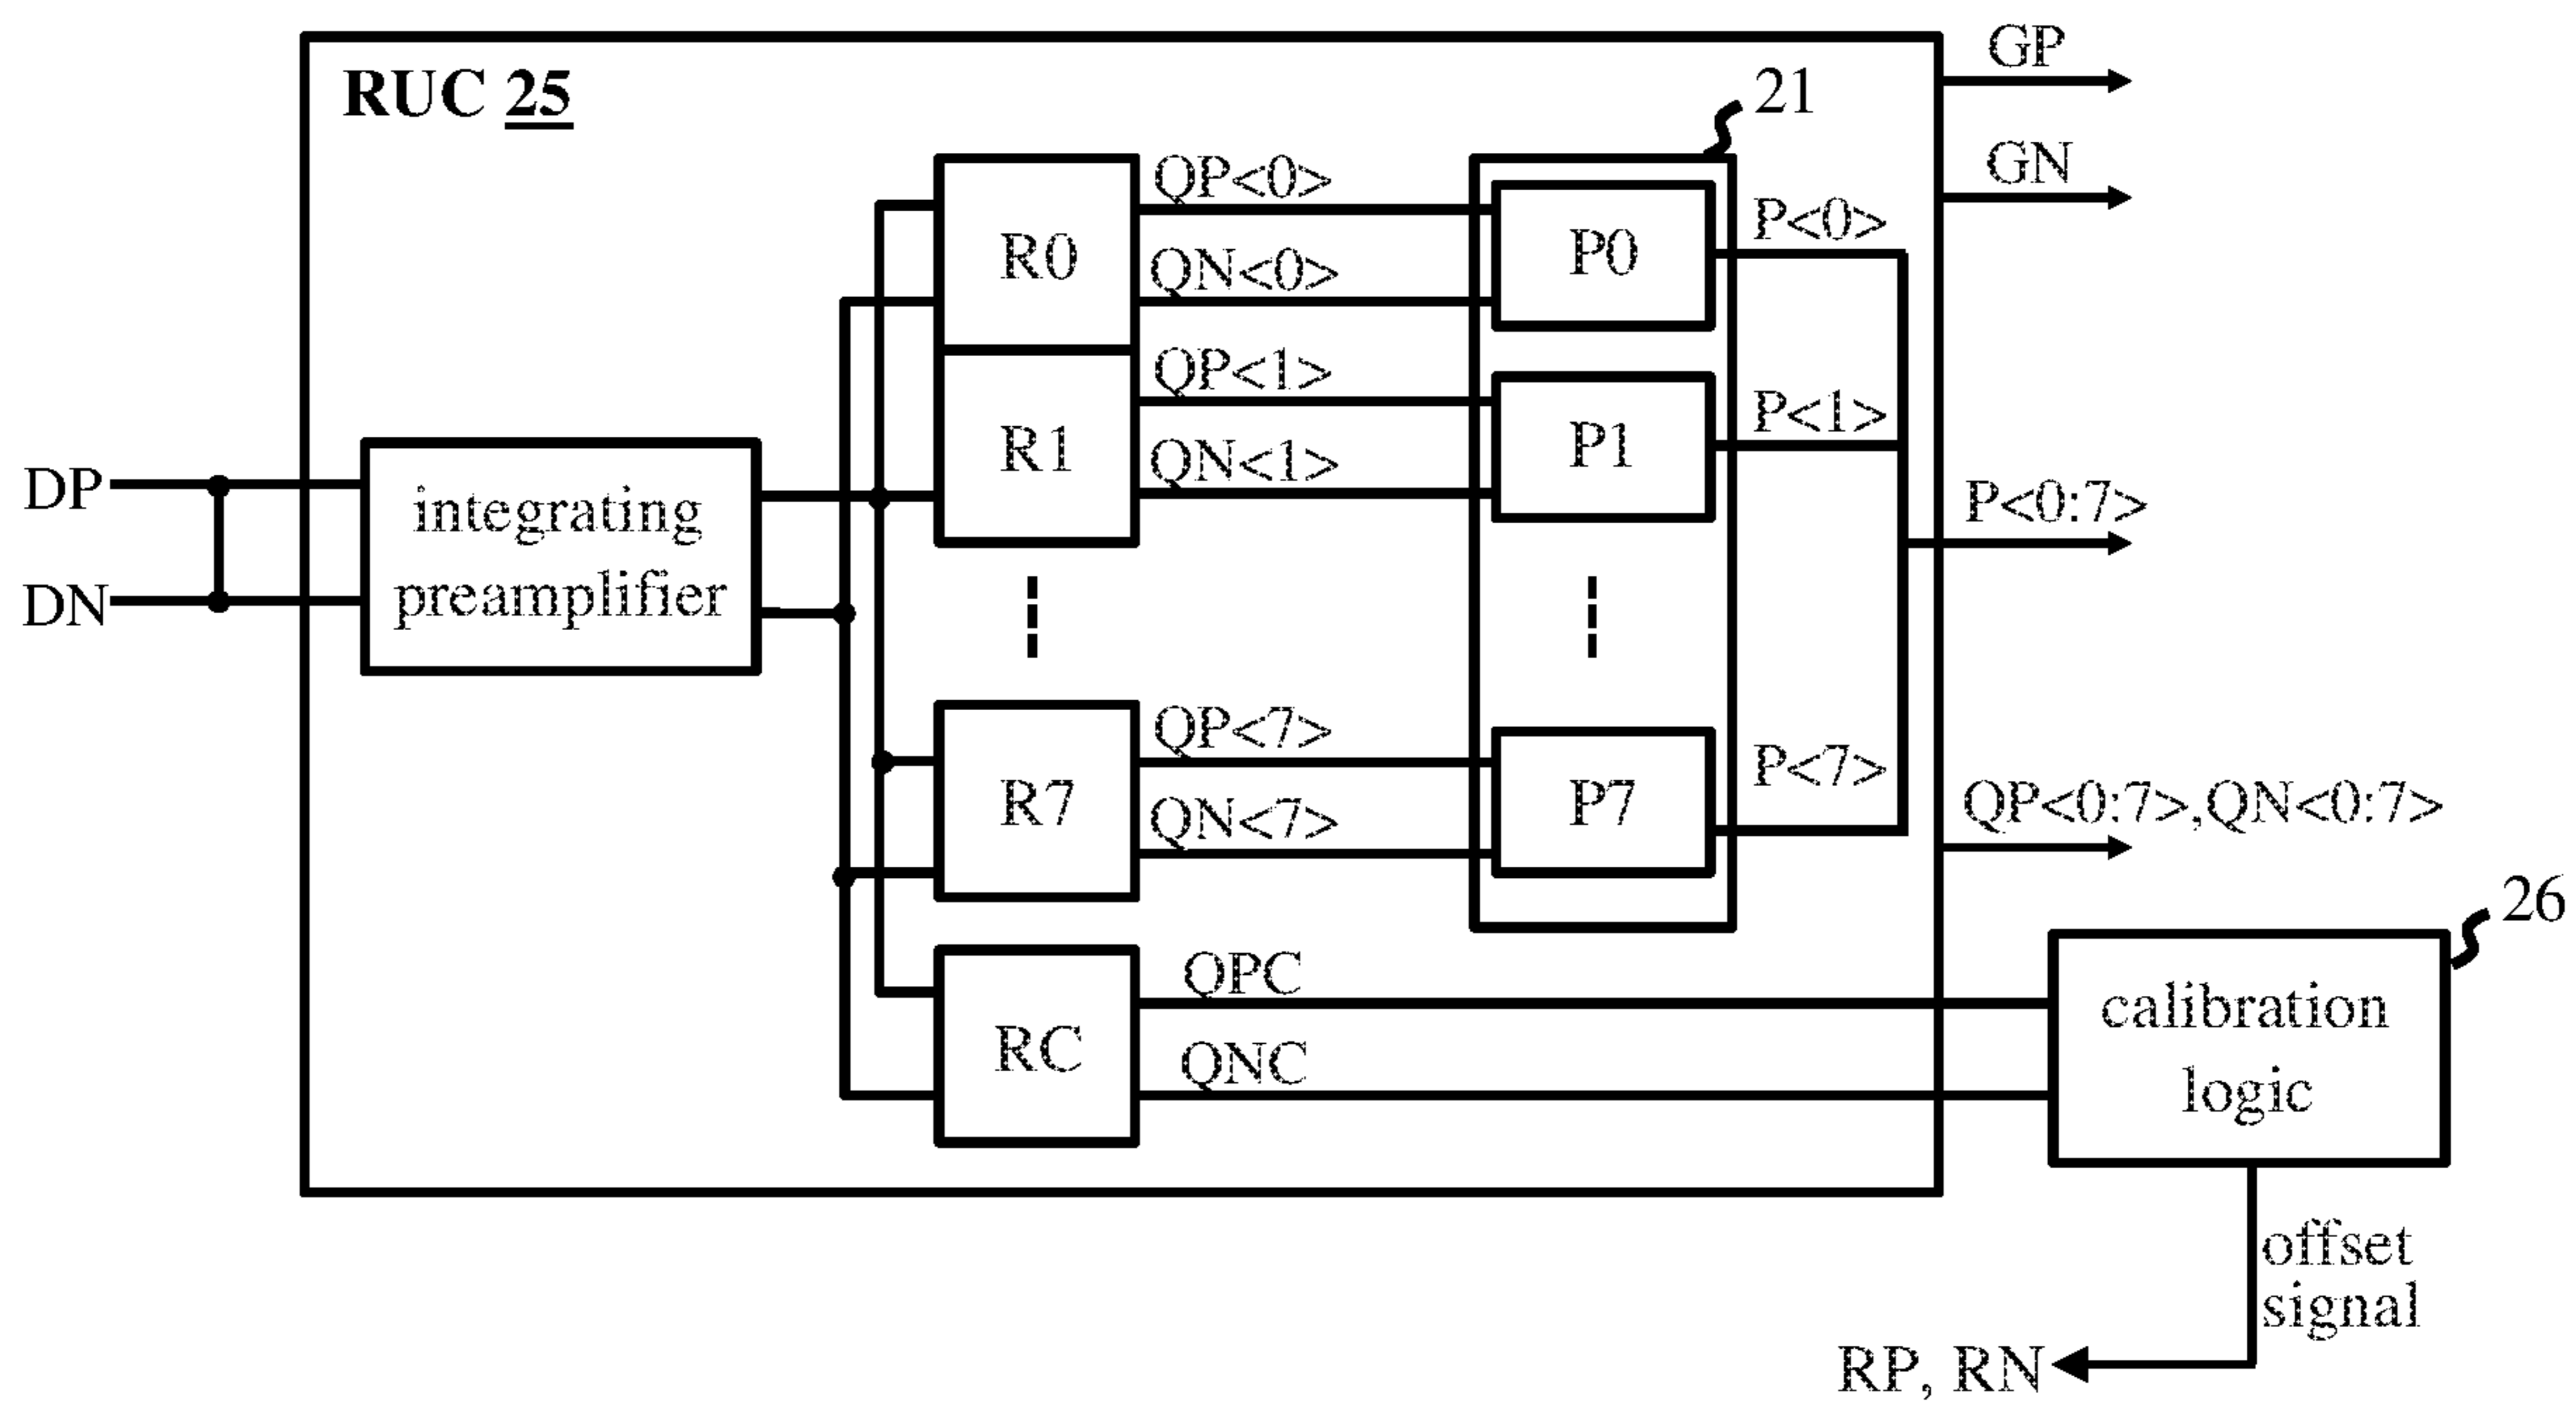 GP
RUC 25
21
GN
QP<0>
P<0>
R0
P0
QN<0>
QP<1>
P<1>
R1
P1
QN<1>
DP
integrating
preamplifier
DN
P<0:7>
QP<7>
P<7>
R7
P7
QN<7>
QP<0:7>,QN<0:7>
26
QPC
RC
QNC
calibration
logic
offset
signal
RP, RN